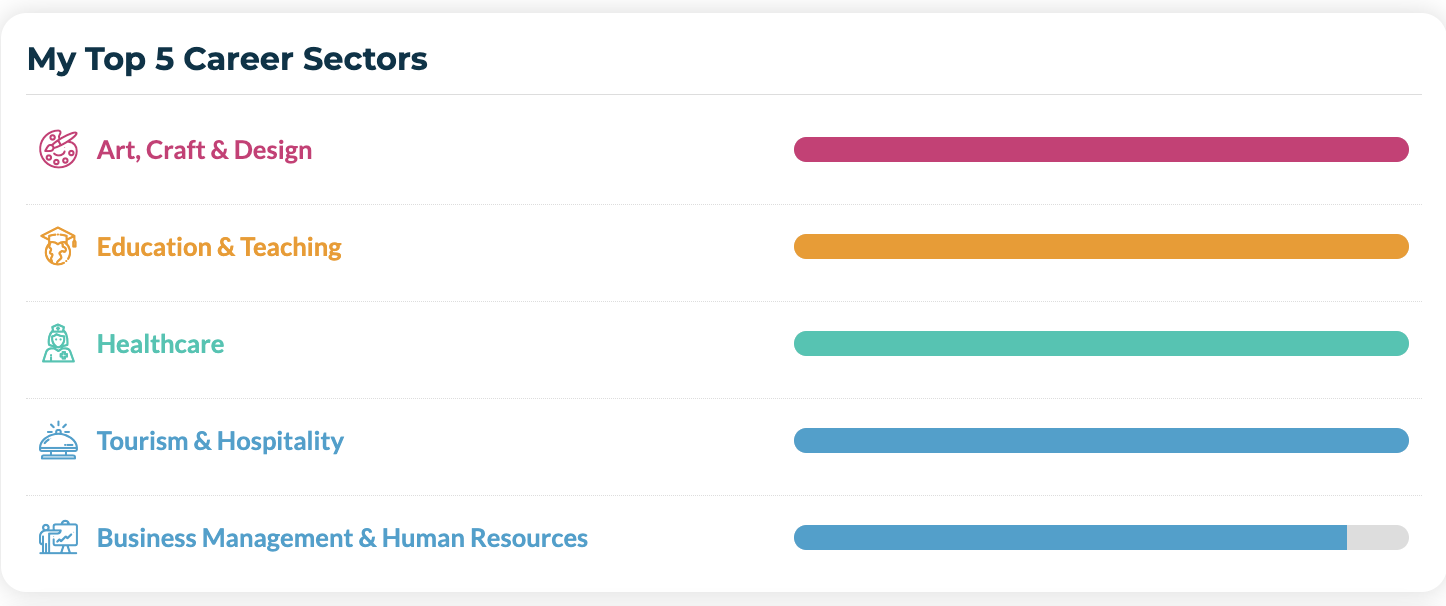 My Top 5 Career Sectors
Art, Craft & Design
Education & Teaching
Healthcare
Tourism & Hospitality
Business Management & Human Resources